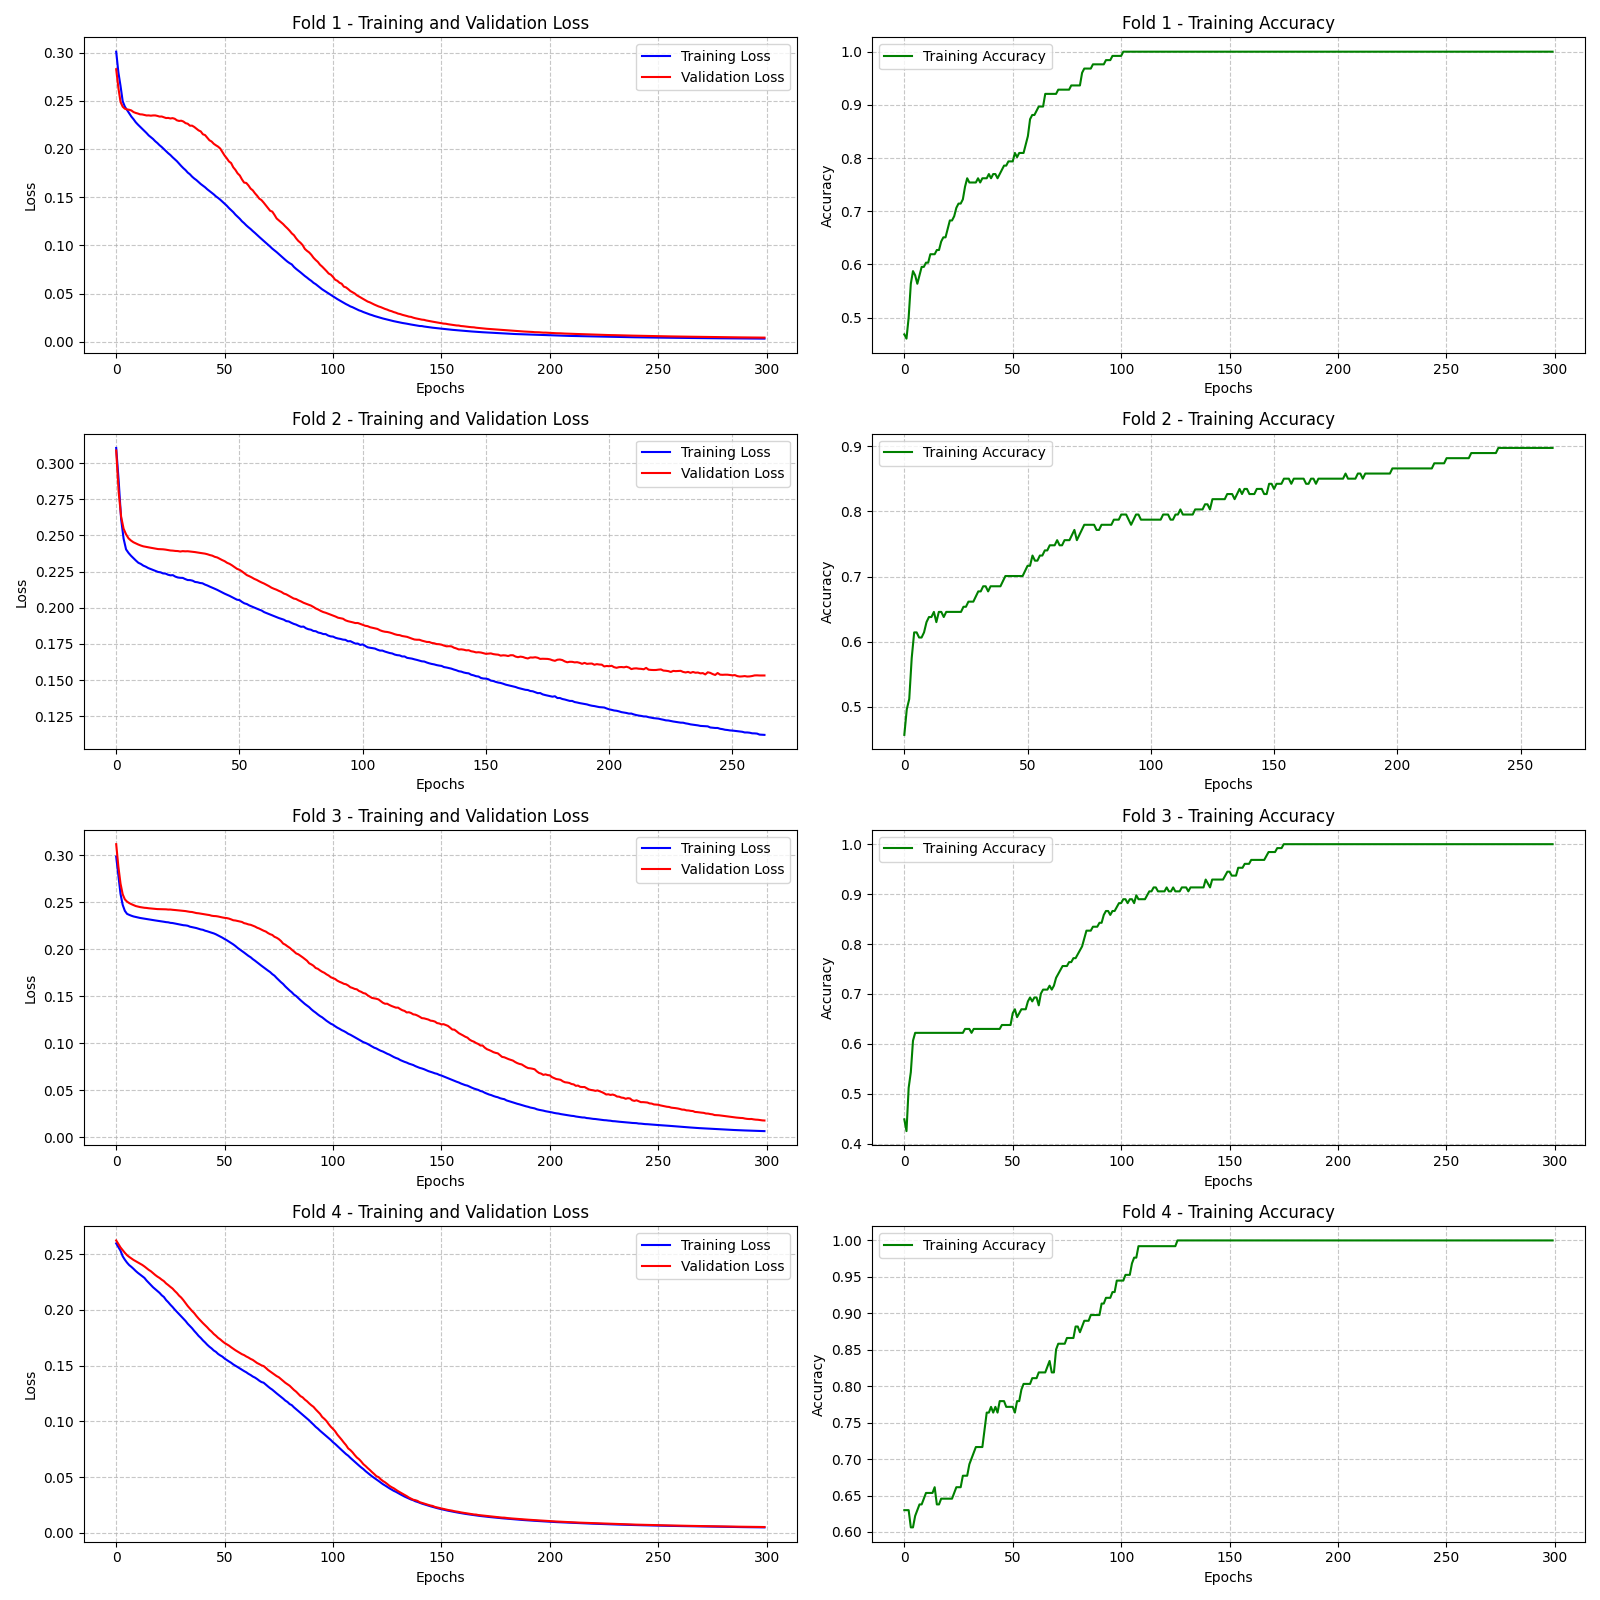 Fold 1 - Training and Validation Loss
Training Loss
Validation Loss
0.30
0.25
0.20
0.15
0.10
0.05
0.00
Loss
0 50 100 150 200 250 300
Epochs
Fold 1 - Training Accuracy
Training Accuracy
1.0
0.9
0.8
0.7
0.6
0.5
Accuracy
0 50 100 150 200 250 300
Epochs
Fold 2 - Training and Validation Loss
Training Loss
Validation Loss
0.300
0.275
0.250
0.225
0.200
0.175
0.150
0.125
Loss
0 50 100 150 200 250
Epochs
Fold 2 - Training Accuracy
Training Accuracy
0.9
0.8
0.7
0.6
0.5
Accuracy
0 50 100 150 200 250
Epochs
Fold 3 - Training and Validation Loss
Training Loss
Validation Loss
0.30
0.25
0.20
0.15
0.10
0.05
0.00
Loss
0 50 100 150 200 250 300
Epochs
Fold 3 - Training Accuracy
Training Accuracy
1.0
0.9
0.8
0.7
0.6
0.5
0.4
Accuracy
0 50 100 150 200 250 300
Epochs
Fold 4 - Training and Validation Loss
Training Loss
Validation Loss
0.25
0.20
0.15
0.10
0.05
0.00
Loss
0 50 100 150 200 250 300
Epochs
Fold 4 - Training Accuracy
Training Accuracy
1.00
0.95
0.90
0.85
0.80
0.75
0.70
0.65
0.60
Accuracy
0 50 100 150 200 250 300
Epochs